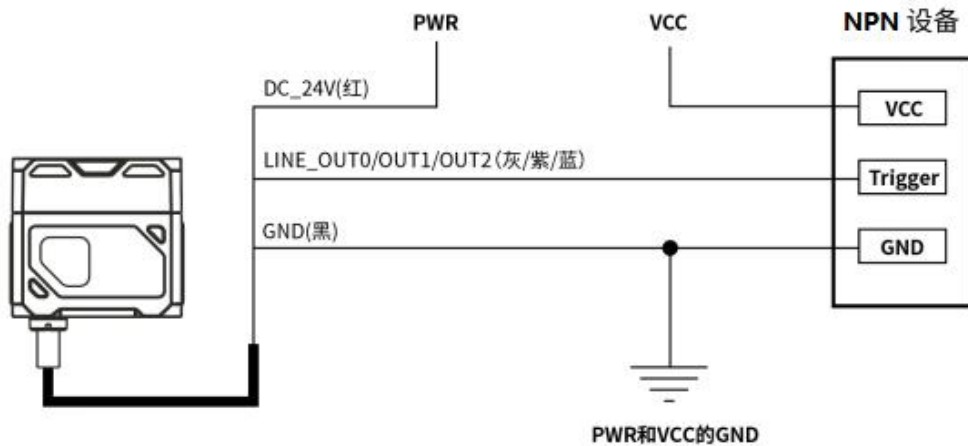 PWR
VCC
NPN 设备
DC_24V(红)
VCC
LINE_OUT0/OUT1/OUT2(灰/紫/蓝)
Trigger
GND(黑)
GND
PWR和VCC的GND